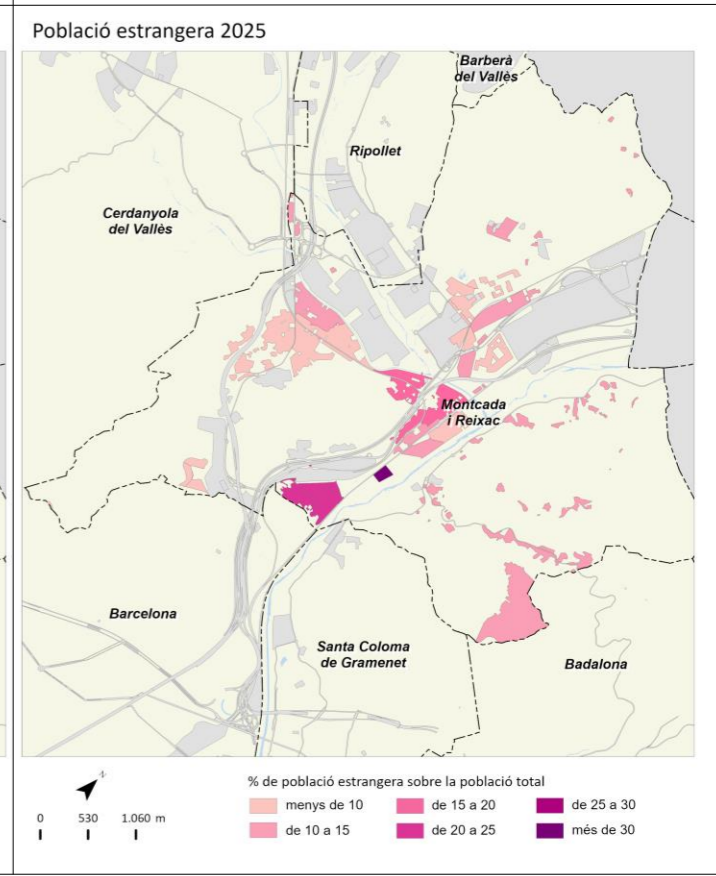 Població estrangera 2025
Barberà
del Vallès
Ripollet
Cerdanyola
del Vallès
Montcada
i Reixac
Barcelona
Santa Coloma
de Gramenet
Badalona
N
% de població estrangera sobre la població total
0 530 1.060 m
menys de 10
de 15 a 20
de 25 a 30
de 10 a 15
de 20 a 25
més de 30